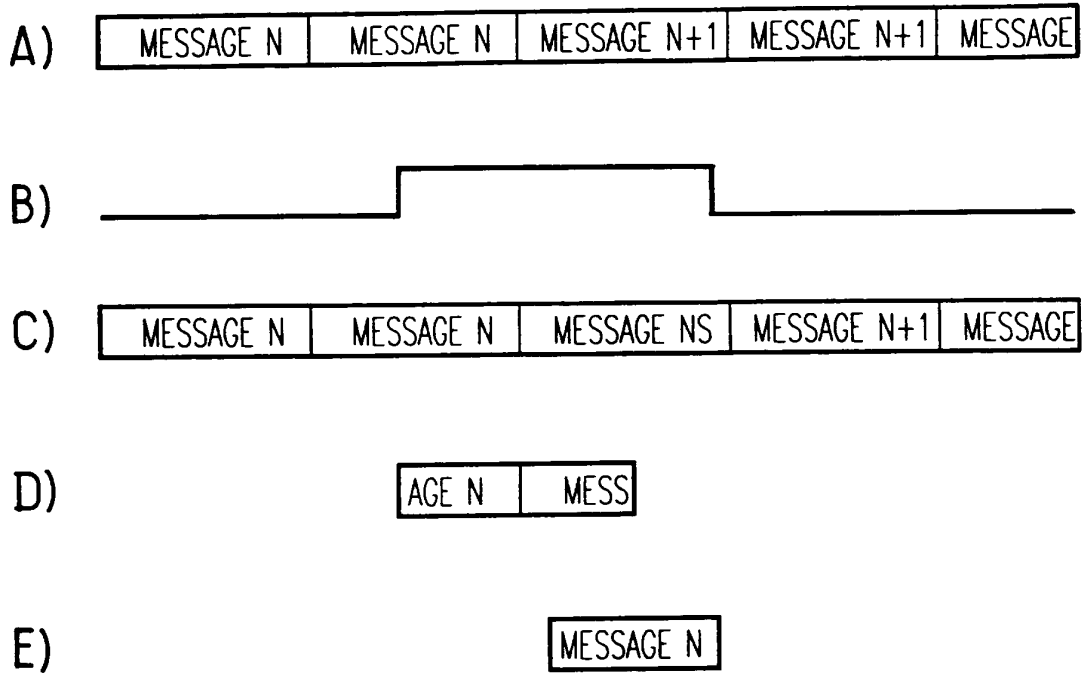 A) MESSAGE N MESSAGE N MESSAGE N+1 MESSAGE N+1 MESSAGE
B)
C) MESSAGE N MESSAGE N MESSAGE NS MESSAGE N+1 MESSAGE
D) AGE N MESS
E) MESSAGE N